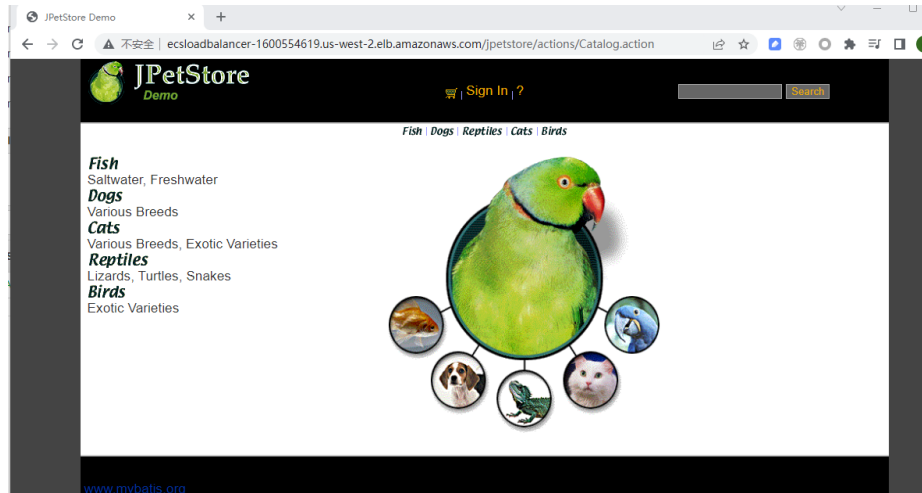 JPetStore Demo
不安全 | ecsloadbalancer-1600554619.us-west-2.elb.amazonaws.com/jpetstore/actions/Catalog.action
JPetStore
Demo
| Sign In | ?
Search
Fish | Dogs | Reptiles | Cats | Birds
Fish
Saltwater, Freshwater
Dogs
Various Breeds
Cats
Various Breeds, Exotic Varieties
Reptiles
Lizards, Turtles, Snakes
Birds
Exotic Varieties
www.mybatis.org